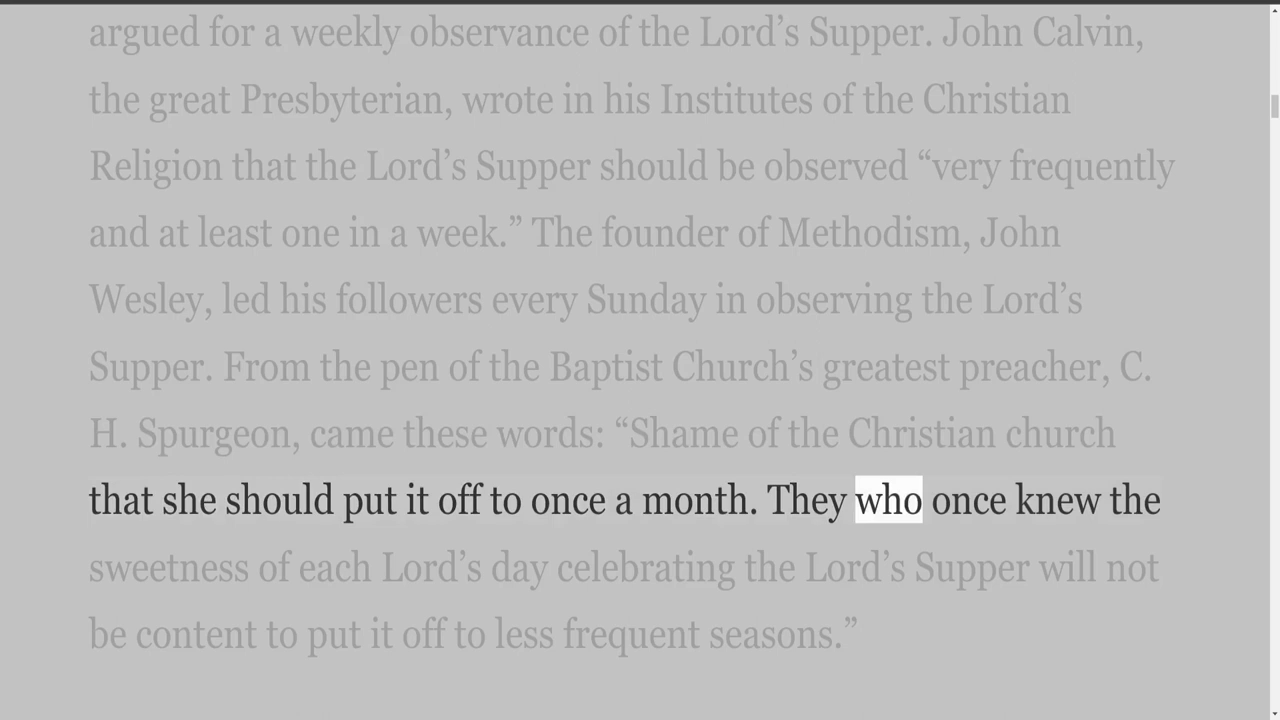 argued for a weekly observance of the Lord’s Supper. John Calvin,
the great Presbyterian, wrote in his Institutes of the Christian
Religion that the Lord’s Supper should be observed “very frequently
and at least one in a week.” The founder of Methodism, John
Wesley, led his followers every Sunday in observing the Lord’s
Supper. From the pen of the Baptist Church’s greatest preacher, C.
H. Spurgeon, came these words: “Shame of the Christian church
that she should put it off to once a month. They who once knew the
sweetness of each Lord’s day celebrating the Lord’s Supper will not
be content to put it off to less frequent seasons.”